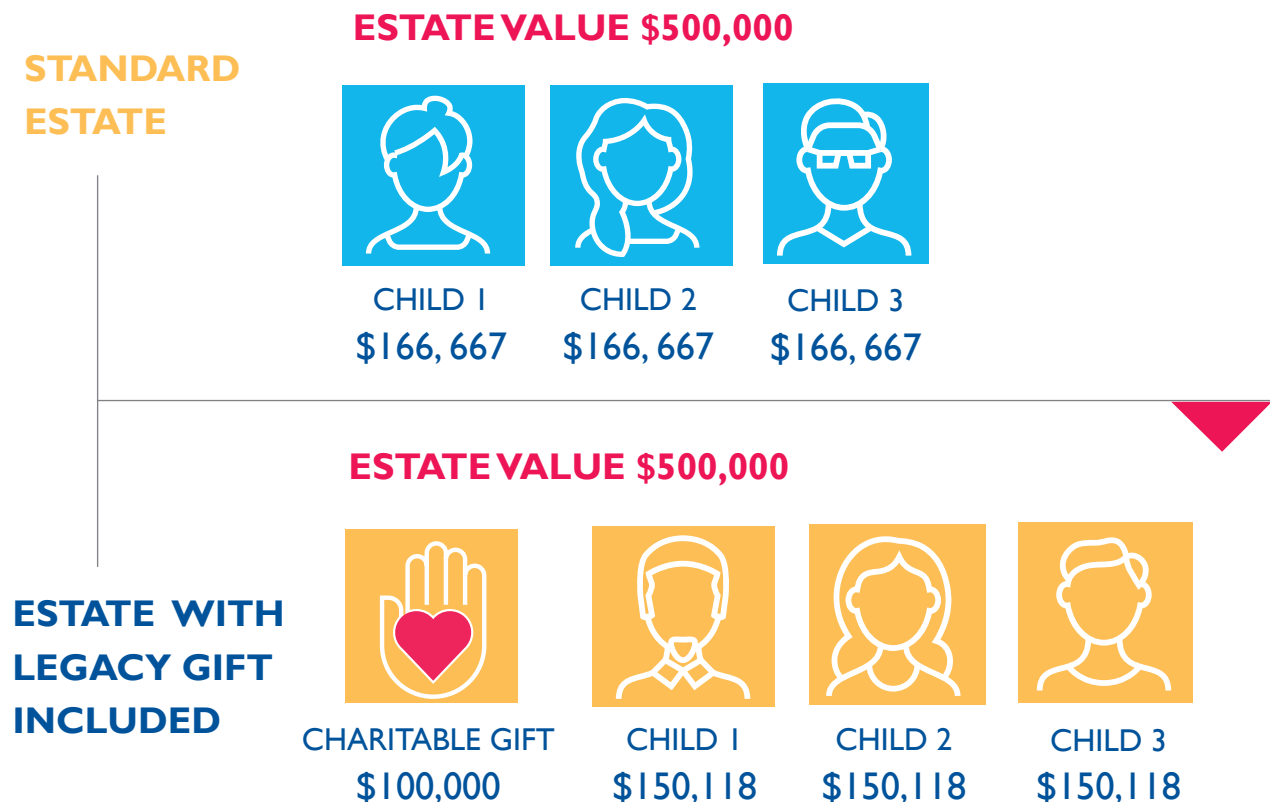 ESTATE VALUE $500,000
STANDARD
ESTATE
CHILD 1
$166, 667
CHILD 2
$166, 667
CHILD 3
$166, 667
ESTATE VALUE $500,000
ESTATE WITH
LEGACY GIFT
INCLUDED
CHARITABLE GIFT
$100,000
CHILD 1
$150,118
CHILD 2
$150,118
CHILD 3
$150,118